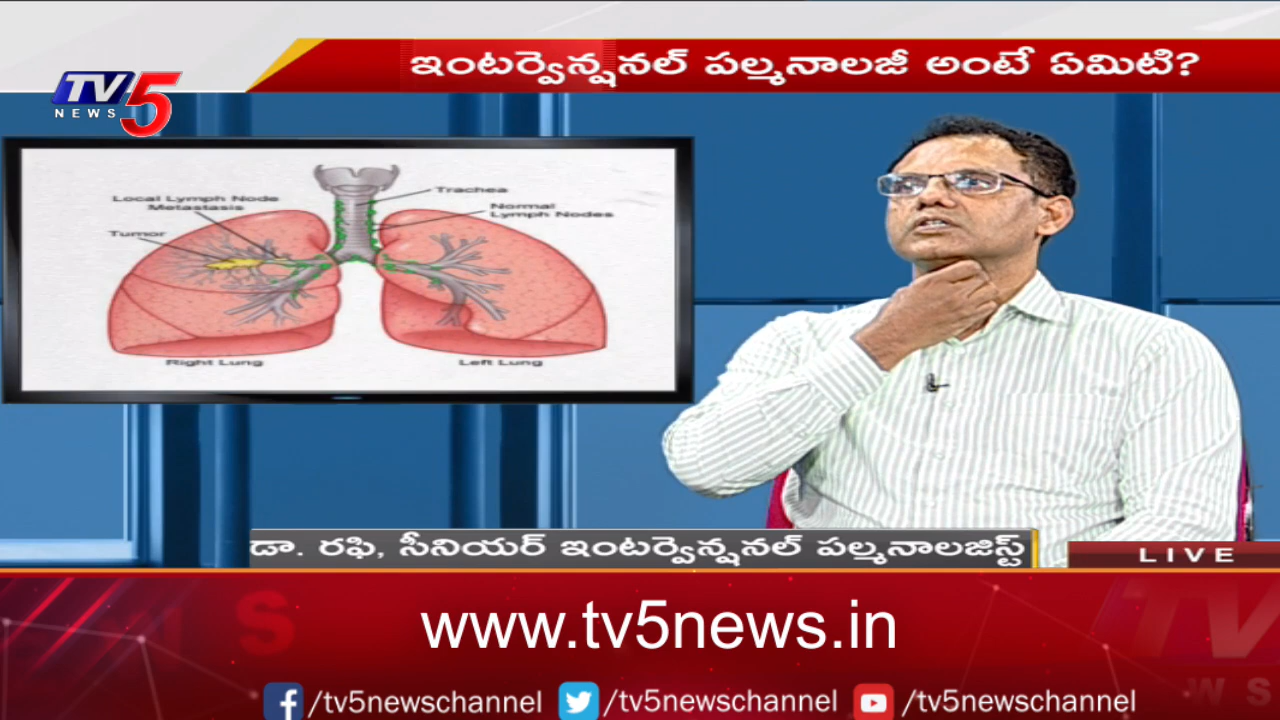 ఇంటర్వెన్షనల్ పల్మనాలజీ అంటే ఏమిటి?
TV5
NEWS
Trachea
Local Lymph Node
Metastasis
Normal
Lymph Nodes
Tumor
Right Lung
Left Lung
డా. రఫి, సీనియర్ ఇంటర్వెన్షనల్ పల్మనాలజిస్ట్
LIVE
www.tv5news.in
/tv5newschannel
/tv5newschannel
/tv5newschannel